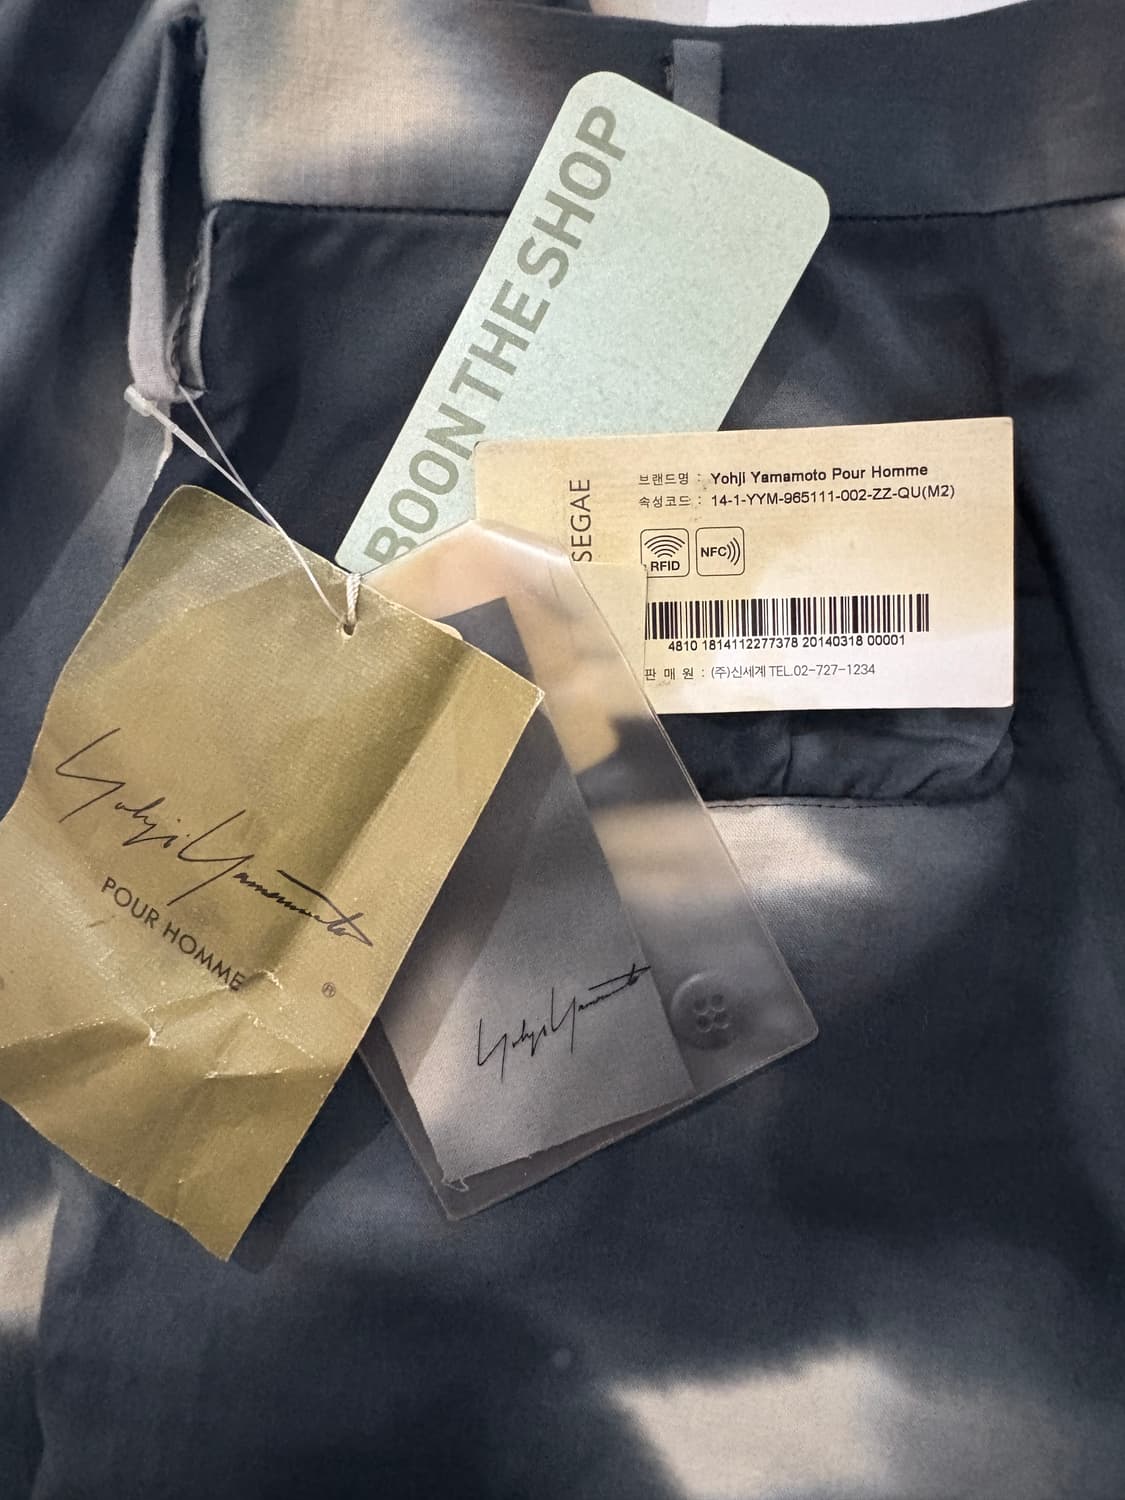 BOON THE SHOP
SEGAE
브랜드명 : Yohji Yamamoto Pour Homme
속성코드 : 14-1-YYM-965111-002-ZZ-QU(M2)
RFID
NFC
4810 1814112277378 20140318 00001
판 매 원 : (주)신세계 TEL.02-727-1234
Yohji Yamamoto
POUR HOMME
®
Yohji Yamamoto